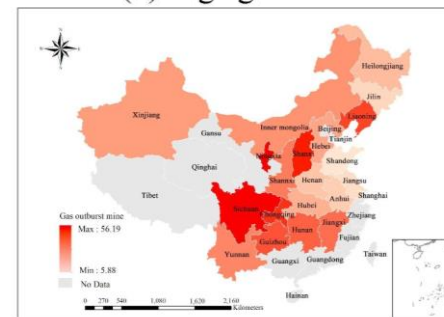 Heilongjiang
Jilin
Liaoning
Xinjiang
Inner mongolia
Gansu
Beijing
Tianjin
Hebei
Shanxi
Ningxia
Shandong
Qinghai
Shannxi
Henan
Jiangsu
Tibet
Shanghai
Anhui
Hubei
Sichuan
Chongqing
Zhejiang
Gas outburst mine
Max : 56.19
Hunan
Jiangxi
Guizhou
Fujian
Min : 5.88
Yunnan
Taiwan
Guangxi
Guangdong
No Data
Hainan
0 270 540 1,080 1,620 2,160
Kilometers